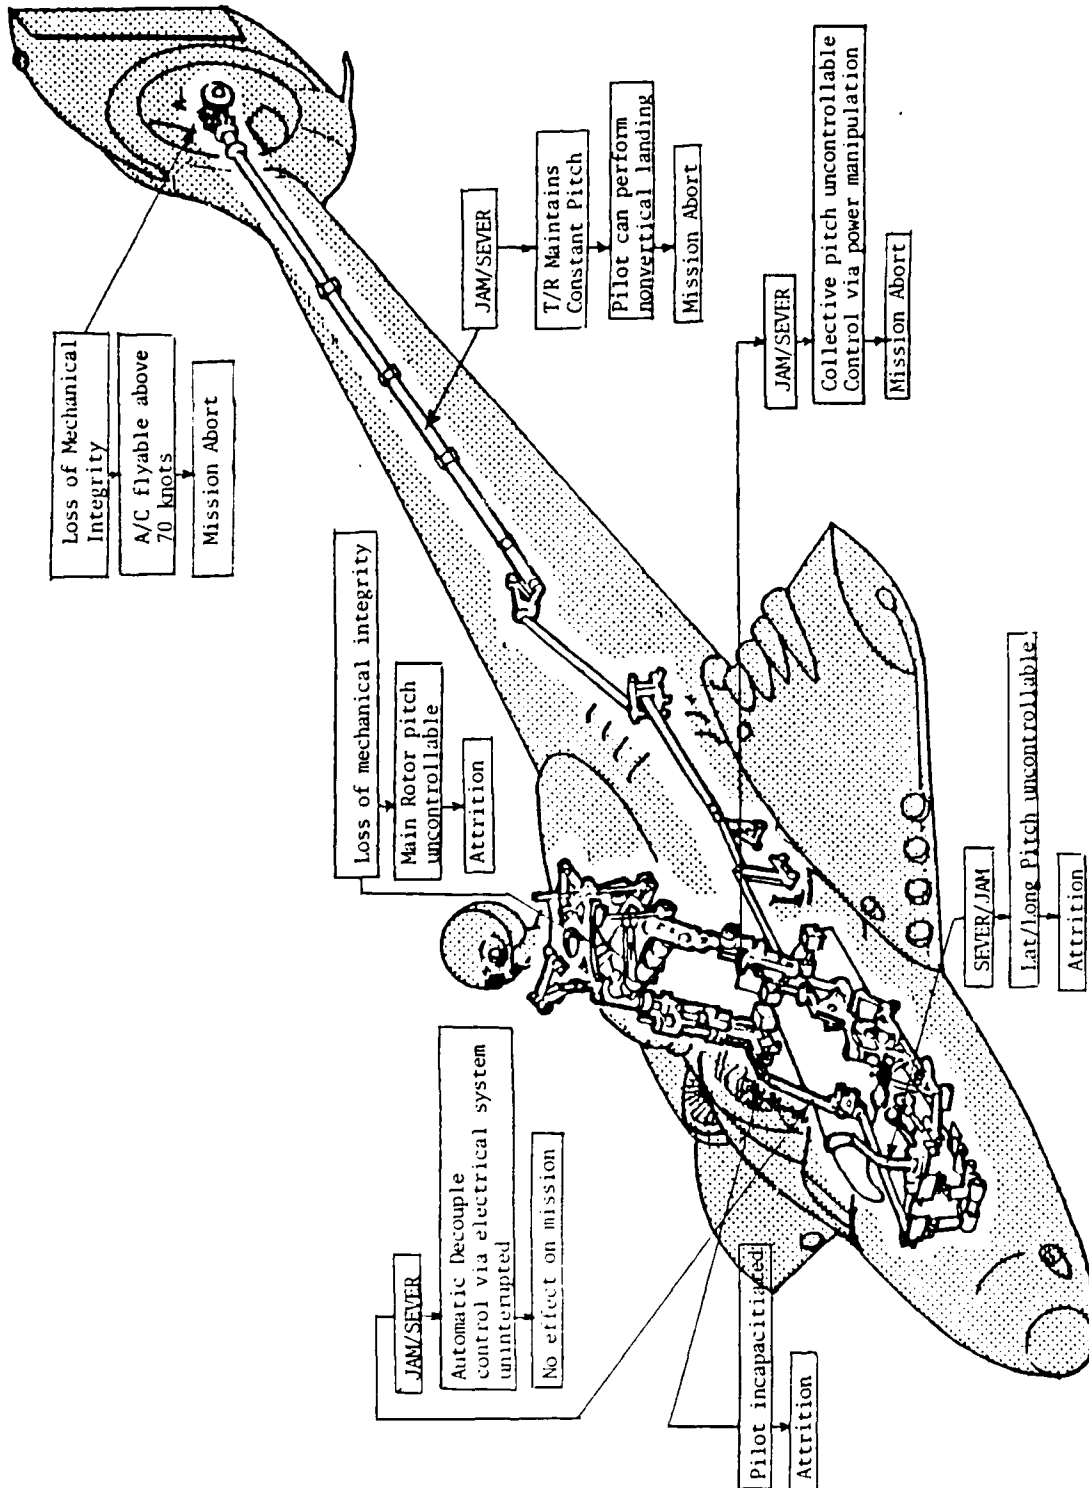 Loss of Mechanical
Integrity
A/C flyable above
70 knots
Mission Abort
JAM/SEVER
T/R Maintains
Constant Pitch
Pilot can perform
nonvertical landing
Mission Abort
JAM/SEVER
Collective pitch uncontrollable
Control via power manipulation
Mission Abort
Loss of mechanical integrity
Main Rotor pitch
uncontrollable
Attrition
SEVER/JAM
Lat/long Pitch uncontrollable
Attrition
JAM/SEVER
Automatic Decouple
control via electrical system
uninterupted
No effect on mission
Pilot incapacitiated
Attrition